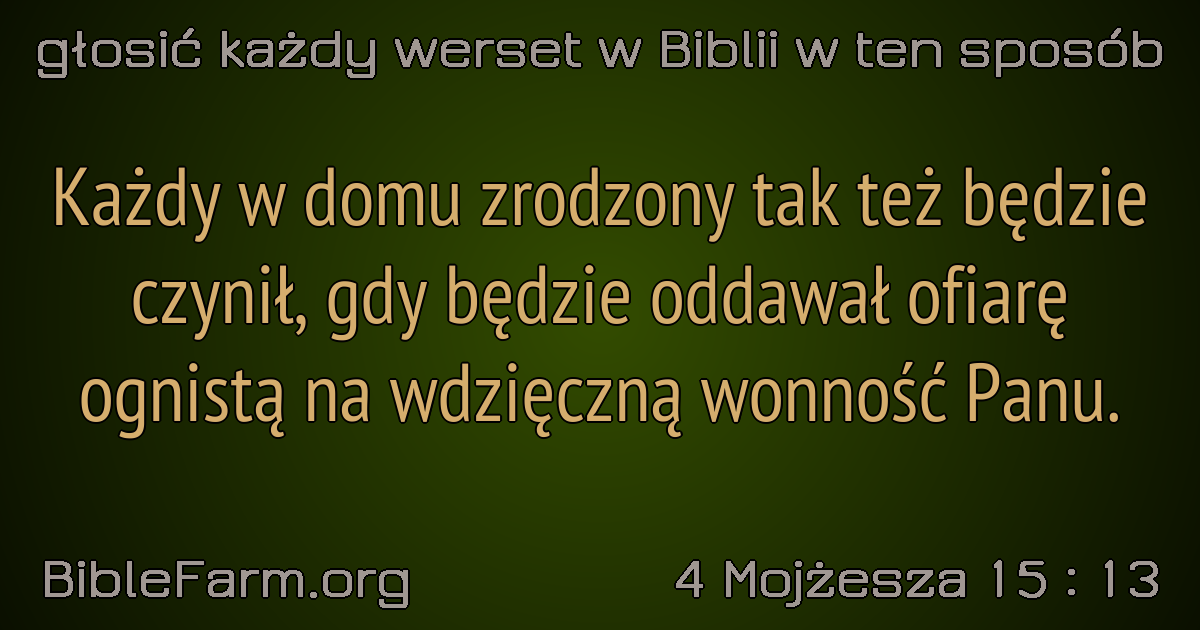 głosić każdy werset w Biblii w ten sposób
Każdy w domu zrodzony tak też będzie
czynił, gdy będzie oddawał ofiarę
ognistą na wdzięczną wonność Panu.
BibleFarm.org
4 Mojżesza 15 : 13